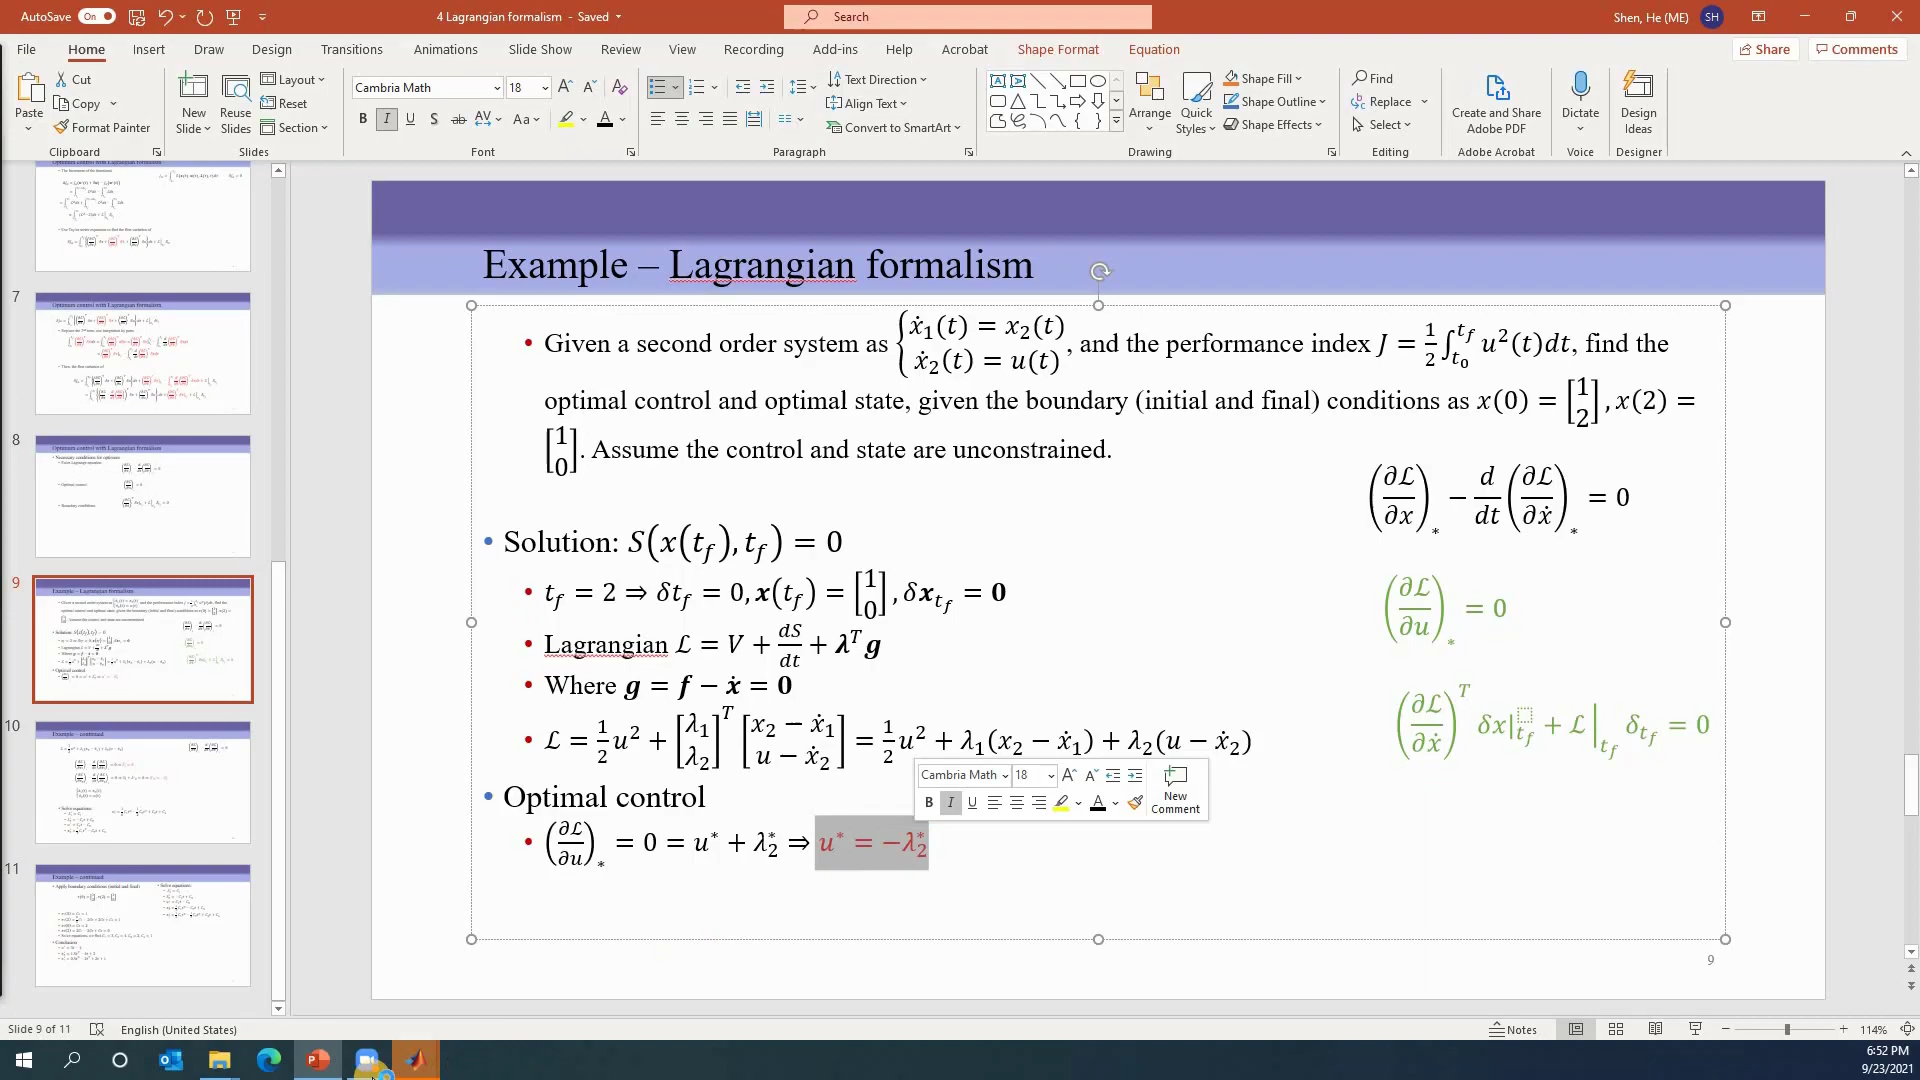 AutoSave On 4 Lagrangian formalism - Saved Search Shen, He (ME) SH
File Home Insert Draw Design Transitions Animations Slide Show Review View Recording Add-ins Help Acrobat Shape Format Equation Share Comments
Paste Cut Copy Format Painter Clipboard
New Slide Reuse Slides Layout Reset Section Slides
Cambria Math 18 B I U S ab AV Aa A Font
Text Direction Align Text Convert to SmartArt Paragraph
Arrange Quick Styles Shape Fill Shape Outline Shape Effects Drawing
Find Replace Select Editing
Create and Share Adobe PDF Adobe Acrobat
Dictate Voice
Design Ideas Designer
7
8
9
10
11
Example – Lagrangian formalism
• Given a second order system as {ẋ₁(t) = x₂(t) ẋ₂(t) = u(t), and the performance index J = 1/2 ∫_{t₀}^{t_f} u²(t)dt, find the
optimal control and optimal state, given the boundary (initial and final) conditions as x(0) = [1 2], x(2) =
[1 0]. Assume the control and state are unconstrained.
(∂ℒ/∂x)_* − d/dt (∂ℒ/∂ẋ)_* = 0
• Solution: S(x(t_f), t_f) = 0
• t_f = 2 ⇒ δt_f = 0, x(t_f) = [1 0], δx_{t_f} = 0
(∂ℒ/∂u)_* = 0
• Lagrangian ℒ = V + dS/dt + λᵀg
• Where g = f − ẋ = 0
(∂ℒ/∂ẋ)ᵀ δx|_{t_f} + ℒ|_{t_f} δ_{t_f} = 0
• ℒ = 1/2 u² + [λ₁ λ₂]ᵀ [x₂ − ẋ₁ u − ẋ₂] = 1/2 u² + λ₁(x₂ − ẋ₁) + λ₂(u − ẋ₂)
Cambria Math 18 A A
B I U A New Comment
• Optimal control
• (∂ℒ/∂u)_* = 0 = u* + λ₂* ⇒ u* = −λ₂*
9
Slide 9 of 11 English (United States) Notes 114%
6:52 PM
9/23/2021